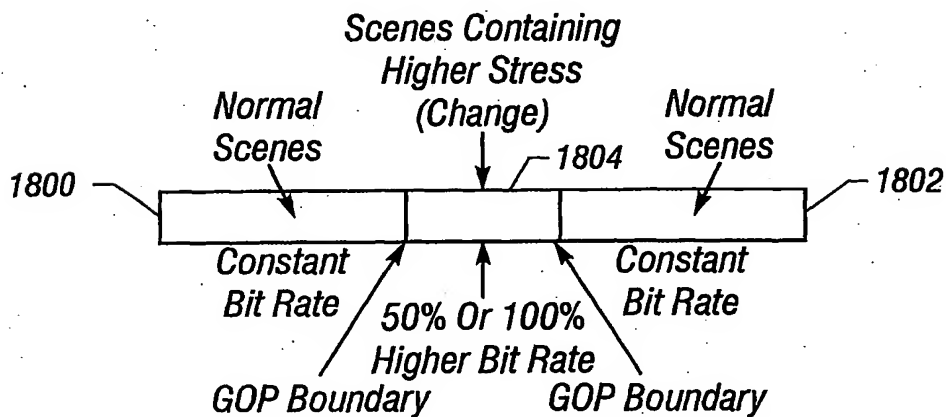 Scenes Containing
Higher Stress
(Change)
Normal
Scenes
Normal
Scenes
1804
1800
1802
Constant
Bit Rate
Constant
Bit Rate
50% Or 100%
Higher Bit Rate
GOP Boundary
GOP Boundary